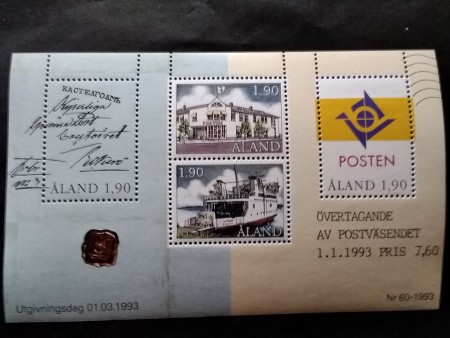 КАСТЕЛГОЛМЪ
ÅLAND 1,90
1,90
ÅLAND
1,90
ÅLAND
POSTEN
ÅLAND 1,90
ÖVERTAGANDE
AV POSTVÄSENDET
1.1.1993 PRIS 7,60
Utgivningsdag 01.03.1993
Nr 60-1993